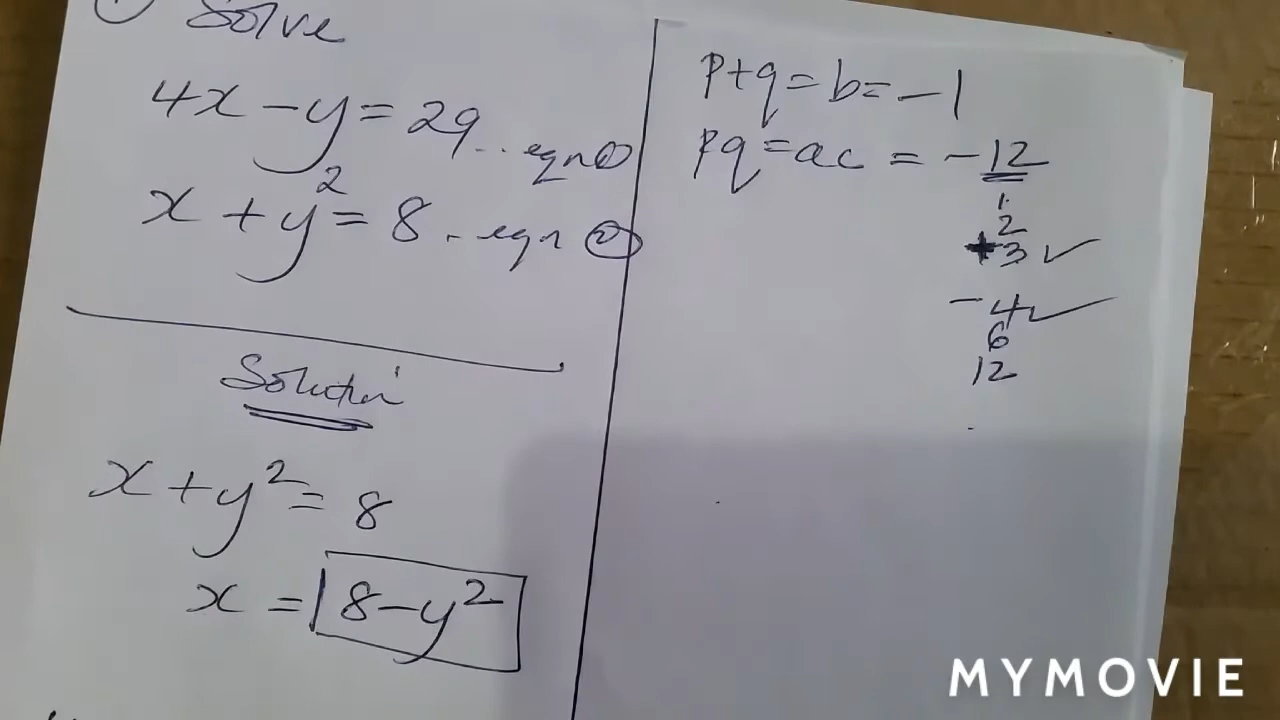 ① Solve
4x - y = 29 .. eqn①
x + y² = 8 . eqn ②
Solution
x + y² = 8
x = 8 - y²
p+q = b = -1
pq = ac = -12
1
2
+3 ✓
-4 ✓
6
12
MYMOVIE